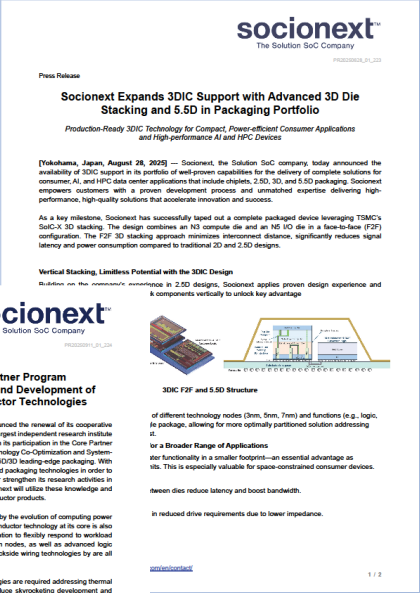 socionext™
The Solution SoC Company
PR20250828_01_223
Press Release
Socionext Expands 3DIC Support with Advanced 3D Die
Stacking and 5.5D in Packaging Portfolio
Production-Ready 3DIC Technology for Compact, Power-efficient Consumer Applications
and High-performance AI and HPC Devices
[Yokohama, Japan, August 28, 2025] --- Socionext, the Solution SoC company, today announced the
availability of 3DIC support in its portfolio of well-proven capabilities for the delivery of complete solutions for
consumer, AI, and HPC data center applications that include chiplets, 2.5D, 3D, and 5.5D packaging. Socionext
empowers customers with a proven development process and unmatched expertise delivering high-
performance, high-quality solutions that accelerate innovation and success.
As a key milestone, Socionext has successfully taped out a complete packaged device leveraging TSMC's
SoIC-X 3D stacking. The design combines an N3 compute die and an N5 I/O die in a face-to-face (F2F)
configuration. The F2F 3D stacking approach minimizes interconnect distance, significantly reduces signal
latency and power consumption compared to traditional 2D and 2.5D designs.
Vertical Stacking, Limitless Potential with the 3DIC Design
Building on the company's experience in 2.5D designs, Socionext applies proven design experience and
k components vertically to unlock key advantage
3DIC F2F and 5.5D Structure
of different technology nodes (3nm, 5nm, 7nm) and functions (e.g., logic,
le package, allowing for more optimally partitioned solution addressing
st.
or a Broader Range of Applications
ter functionality in a smaller footprint—an essential advantage as
nits. This is especially valuable for space-constrained consumer devices.
tween dies reduce latency and boost bandwidth.
in reduced drive requirements due to lower impedance.
com/en/contact/
1 / 2
cionext™
Solution SoC Company
PR20250911_01_224
rtner Program
nd Development of
ctor Technologies
unced the renewal of its cooperative
rgest independent research institute
its participation in the Core Partner
nology Co-Optimization and System-
5D/3D leading-edge packaging. With
d packaging technologies in order to
strengthen its research activities in
next will utilize these knowledge and
ductor products.
by the evolution of computing power
nductor technology at its core is also
tion to flexibly respond to workload
n nodes, as well as advanced logic
ckside wiring technologies by are all
gies are required addressing thermal
duce skyrocketing development and